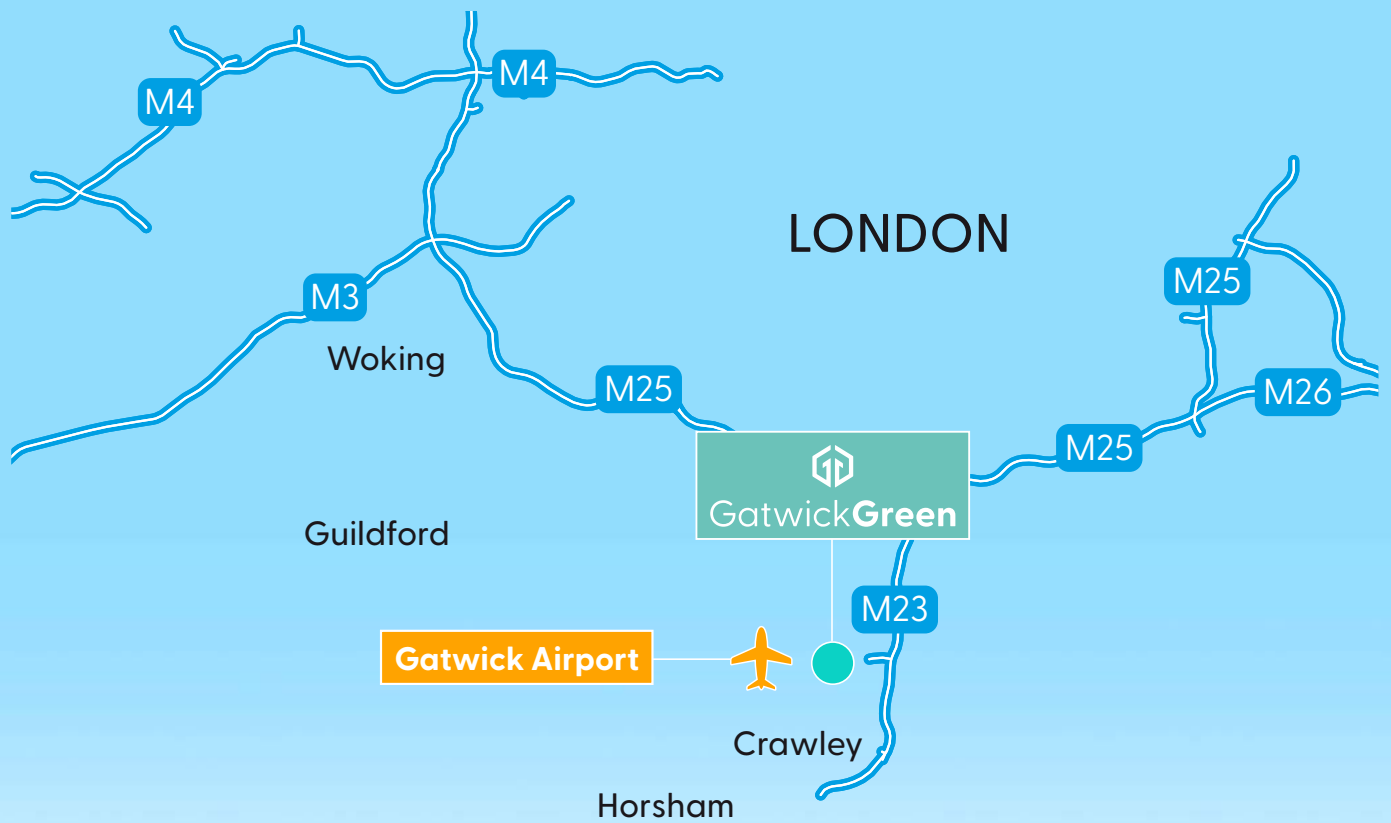 M4
M4
LONDON
M25
M3
Woking
M25
M26
M25
GatwickGreen
Guildford
M23
Gatwick Airport
Crawley
Horsham